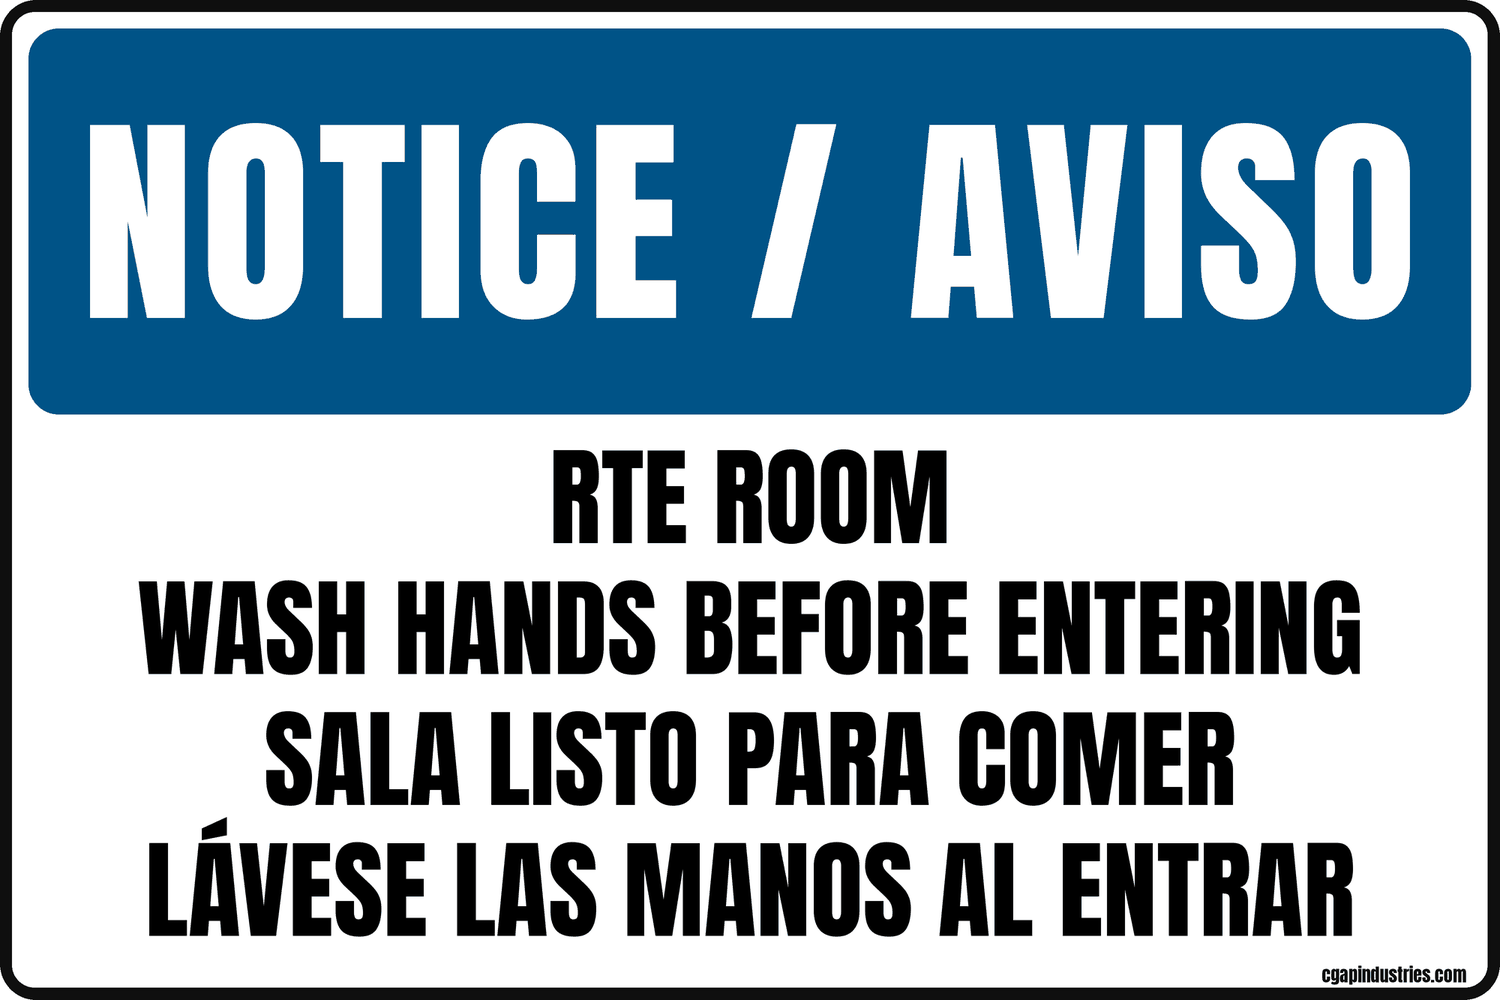 NOTICE / AVISO
RTE ROOM
WASH HANDS BEFORE ENTERING
SALA LISTO PARA COMER
LÁVESE LAS MANOS AL ENTRAR
cgapindustries.com